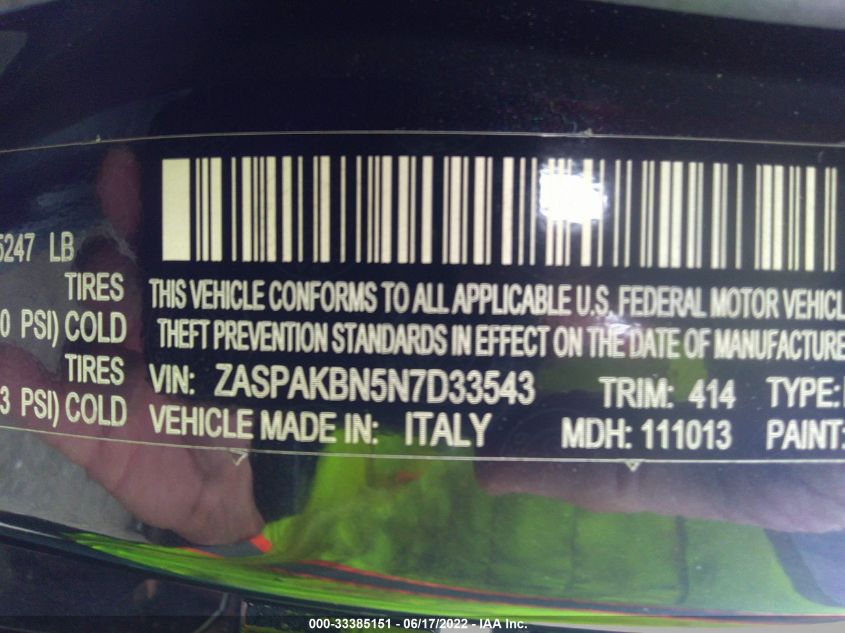 5247 LB
TIRES
0 PSI) COLD
TIRES
3 PSI) COLD
THIS VEHICLE CONFORMS TO ALL APPLICABLE U.S. FEDERAL MOTOR VEHICL
THEFT PREVENTION STANDARDS IN EFFECT ON THE DATE OF MANUFACTURE
VIN: ZASPAKBN5N7D33543 TRIM: 414 TYPE:
VEHICLE MADE IN: ITALY MDH: 111013 PAINT:
000-33385151 - 06/17/2022 - IAA Inc.